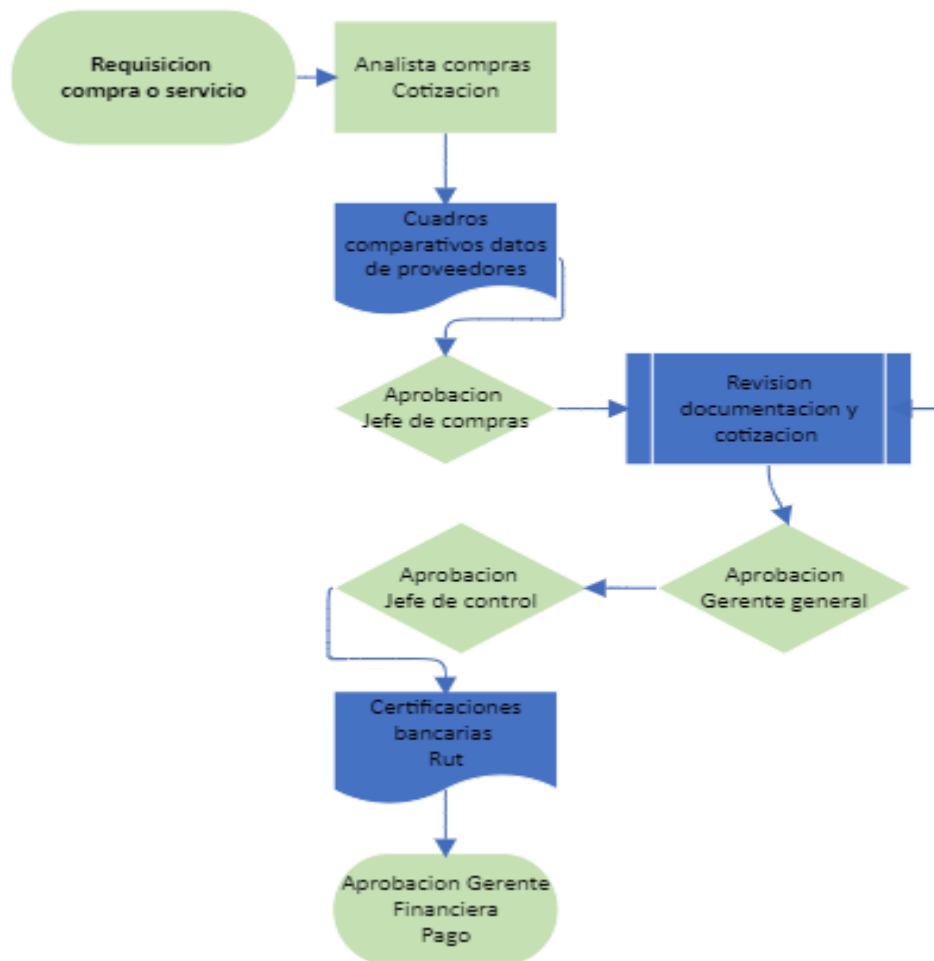 Requisicion
compra o servicio
Analista compras
Cotizacion
Cuadros
comparativos datos
de proveedores
Aprobacion
Jefe de compras
Revision
documentacion y
cotizacion
Aprobacion
Gerente general
Aprobacion
Jefe de control
Certificaciones
bancarias
Rut
Aprobacion Gerente
Financiera
Pago